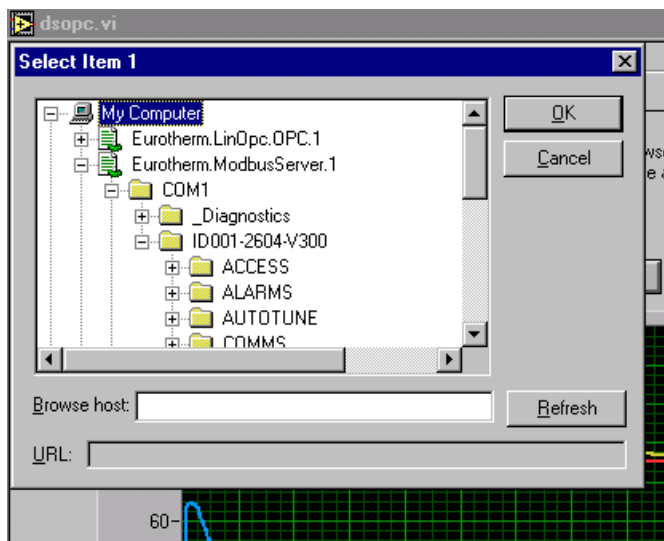 dsopc.vi
Select Item 1
My Computer
Eurotherm.LinOpc.OPC.1
Eurotherm.ModbusServer.1
COM1
_Diagnostics
ID001-2604-V300
ACCESS
ALARMS
AUTOTUNE
COMMS
OK
Cancel
Browse host:
Refresh
URL:
60